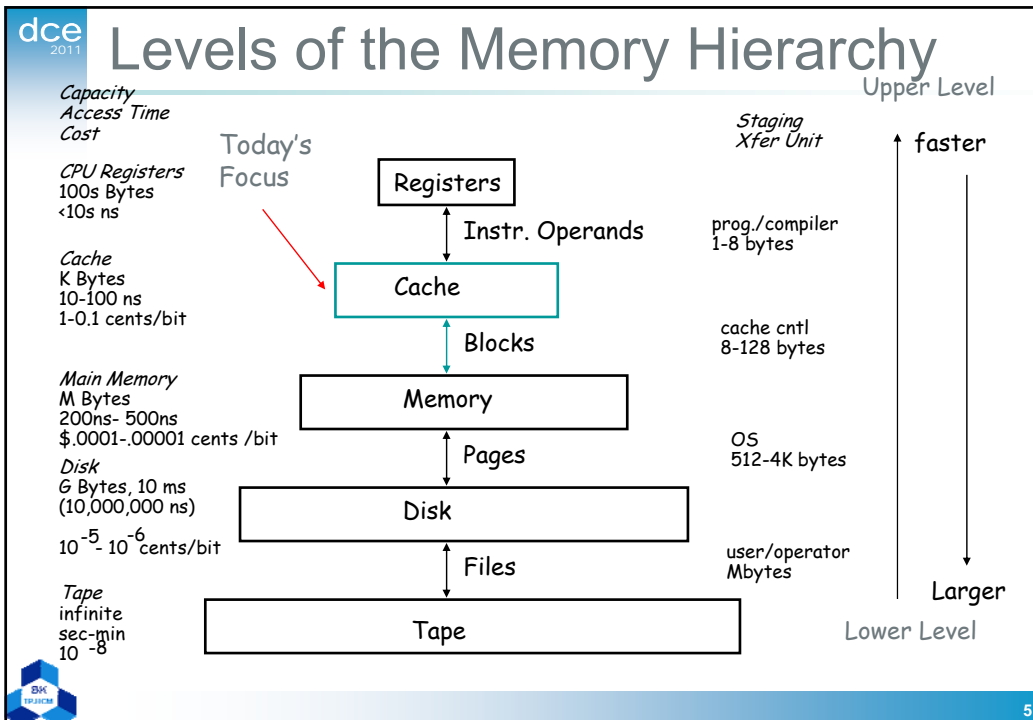 dce
2011
Levels of the Memory Hierarchy
Upper Level
Capacity
Access Time
Cost
Staging
Xfer Unit
faster
Today's
Focus
CPU Registers
100s Bytes
<10s ns
Registers
Instr. Operands
prog./compiler
1-8 bytes
Cache
K Bytes
10-100 ns
1-0.1 cents/bit
Cache
Blocks
cache cntl
8-128 bytes
Main Memory
M Bytes
200ns- 500ns
$.0001-.00001 cents /bit
Memory
Pages
OS
512-4K bytes
Disk
G Bytes, 10 ms
(10,000,000 ns)
10-5 - 10-6 cents/bit
Disk
Files
user/operator
Mbytes
Larger
Tape
infinite
sec-min
10 -8
Tape
Lower Level
BK
TP.HCM
5